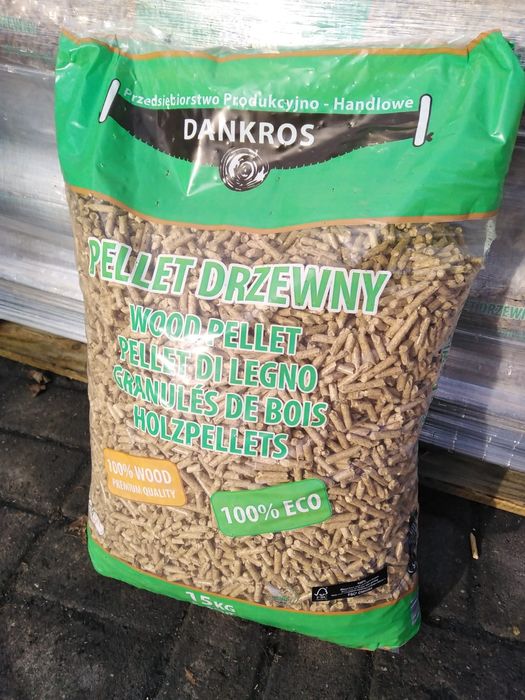 Przedsiębiorstwo Produkcyjno - Handlowe
DANKROS
PELLET DRZEWNY
WOOD PELLET
PELLET DI LEGNO
GRANULÉS DE BOIS
HOLZPELLETS
100% WOOD
PREMIUM QUALITY
100% ECO
FSC
15KG